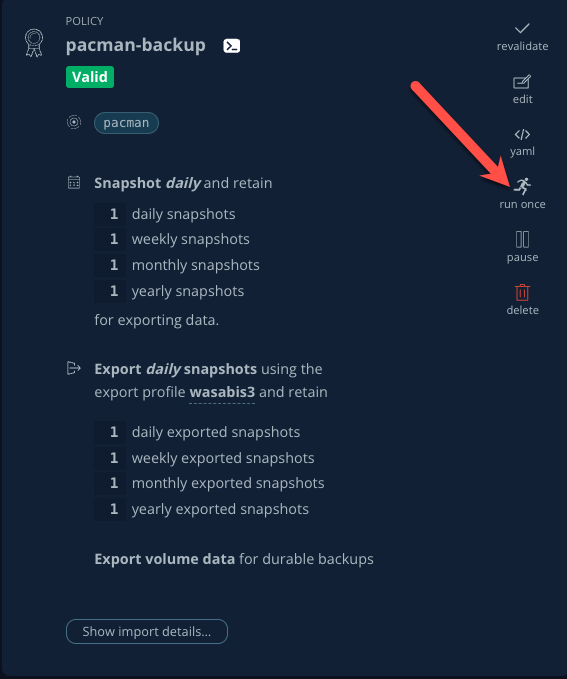 POLICY
pacman-backup
Valid
pacman
Snapshot daily and retain
1 daily snapshots
1 weekly snapshots
1 monthly snapshots
1 yearly snapshots
for exporting data.
Export daily snapshots using the
export profile wasabis3 and retain
1 daily exported snapshots
1 weekly exported snapshots
1 monthly exported snapshots
1 yearly exported snapshots
Export volume data for durable backups
Show import details...
revalidate
edit
yaml
run once
pause
delete